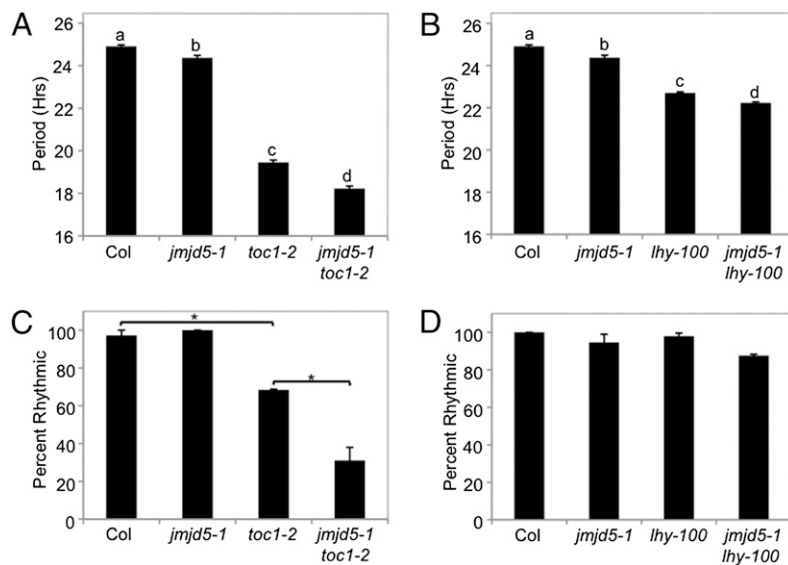 A
Period (Hrs)
26
24
22
20
18
16
a
b
c
d
Col
jmjd5-1
toc1-2
jmjd5-1
toc1-2
B
Period (Hrs)
26
24
22
20
18
16
a
b
c
d
Col
jmjd5-1
lhy-100
jmjd5-1
lhy-100
C
Percent Rhythmic
100
80
60
40
20
0
*
*
Col
jmjd5-1
toc1-2
jmjd5-1
toc1-2
D
Percent Rhythmic
100
80
60
40
20
0
Col
jmjd5-1
lhy-100
jmjd5-1
lhy-100